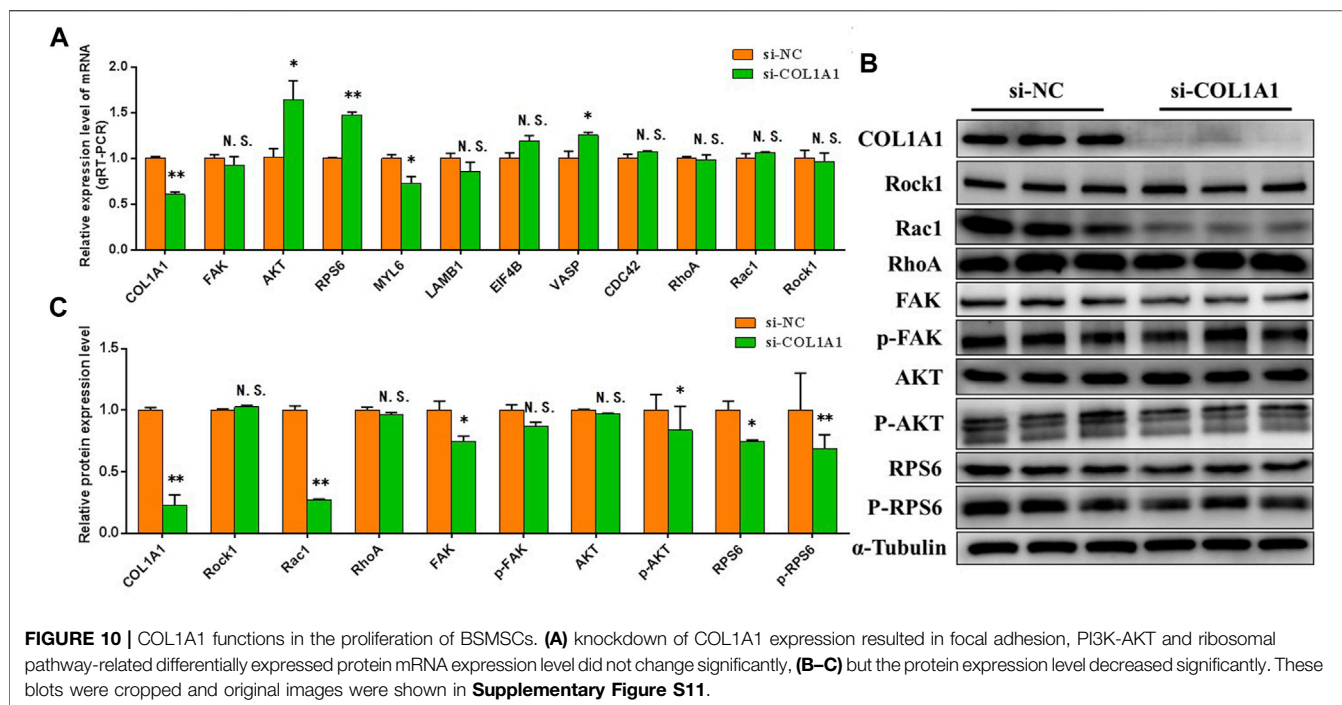 A
Relative expression level of mRNA
(qRT-PCR)
2.0
1.5
1.0
0.5
0.0
si-NC
si-COL1A1
**
N. S.
*
**
*
N. S.
N. S.
*
N. S.
N. S.
N. S.
N. S.
COL1A1
FAK
AKT
RPS6
MYL6
LAMB1
EIF4B
VASP
CDC42
RhoA
Rac1
Rock1
B
si-NC
si-COL1A1
COL1A1
Rock1
Rac1
RhoA
FAK
p-FAK
AKT
P-AKT
RPS6
P-RPS6
α-Tubulin
C
Relative protein expression level
1.5
1.0
0.5
0.0
si-NC
si-COL1A1
**
N. S.
**
N. S.
*
N. S.
N. S.
*
*
**
COL1A1
Rock1
Rac1
RhoA
FAK
p-FAK
AKT
p-AKT
RPS6
p-RPS6
FIGURE 10 | COL1A1 functions in the proliferation of BSMSCs. (A) knockdown of COL1A1 expression resulted in focal adhesion, PI3K-AKT and ribosomal
pathway-related differentially expressed protein mRNA expression level did not change significantly, (B–C) but the protein expression level decreased significantly. These
blots were cropped and original images were shown in Supplementary Figure S11.